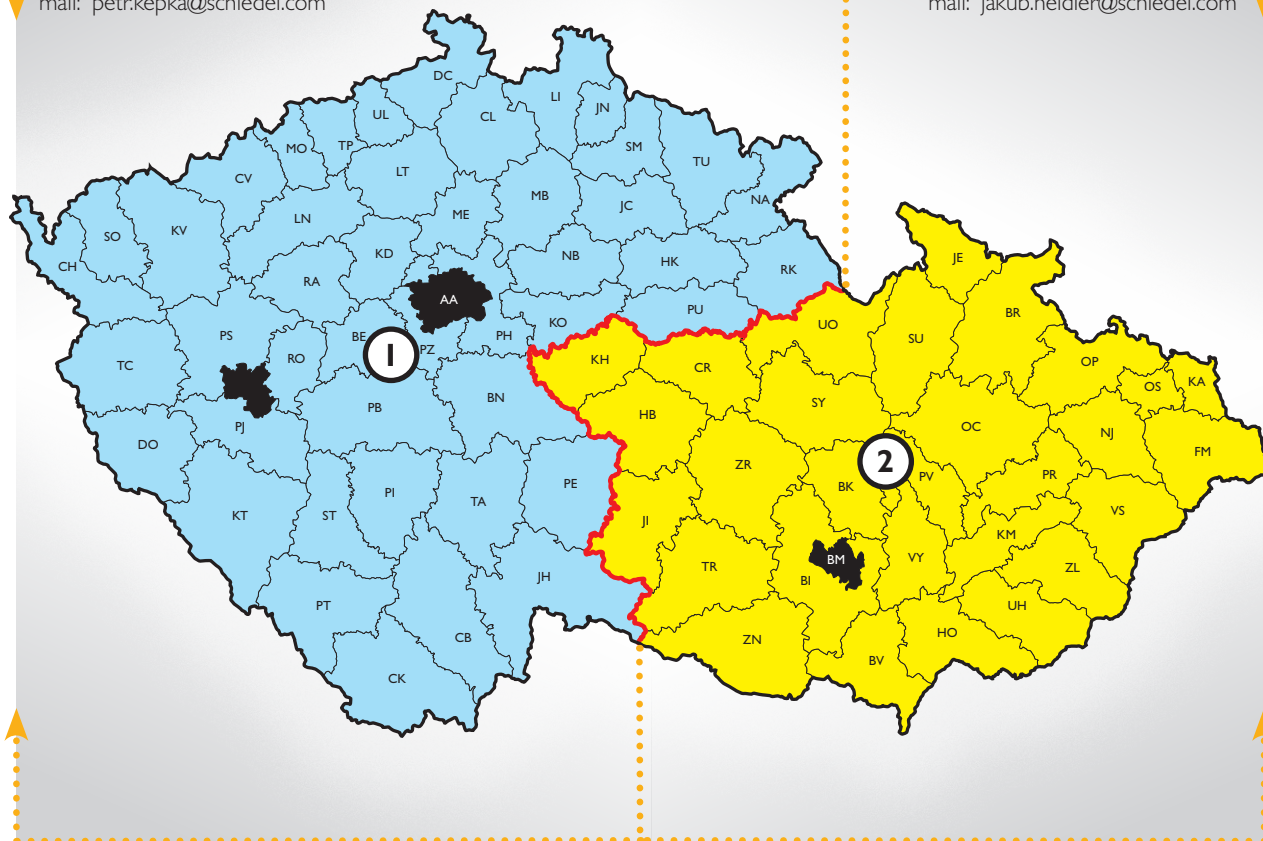 mail: petr.kepka@schiedel.com
mail: jakub.heidler@schiedel.com
DC
LI
JN
UL
CL
MO
TP
SM
TU
CV
LT
MB
NA
JC
LN
ME
SO
KV
CH
KD
NB
HK
RK
RA
AA
JE
BR
PU
KO
UO
SU
PS
BE
PH
RO
1
PZ
KH
CR
OP
OS
KA
TC
PB
BN
SY
HB
OC
NJ
PJ
DO
FM
ZR
2
PV
PR
PE
BK
PI
TA
KT
ST
JI
VS
KM
BM
VY
TR
BI
ZL
JH
PT
UH
CB
ZN
HO
BV
CK